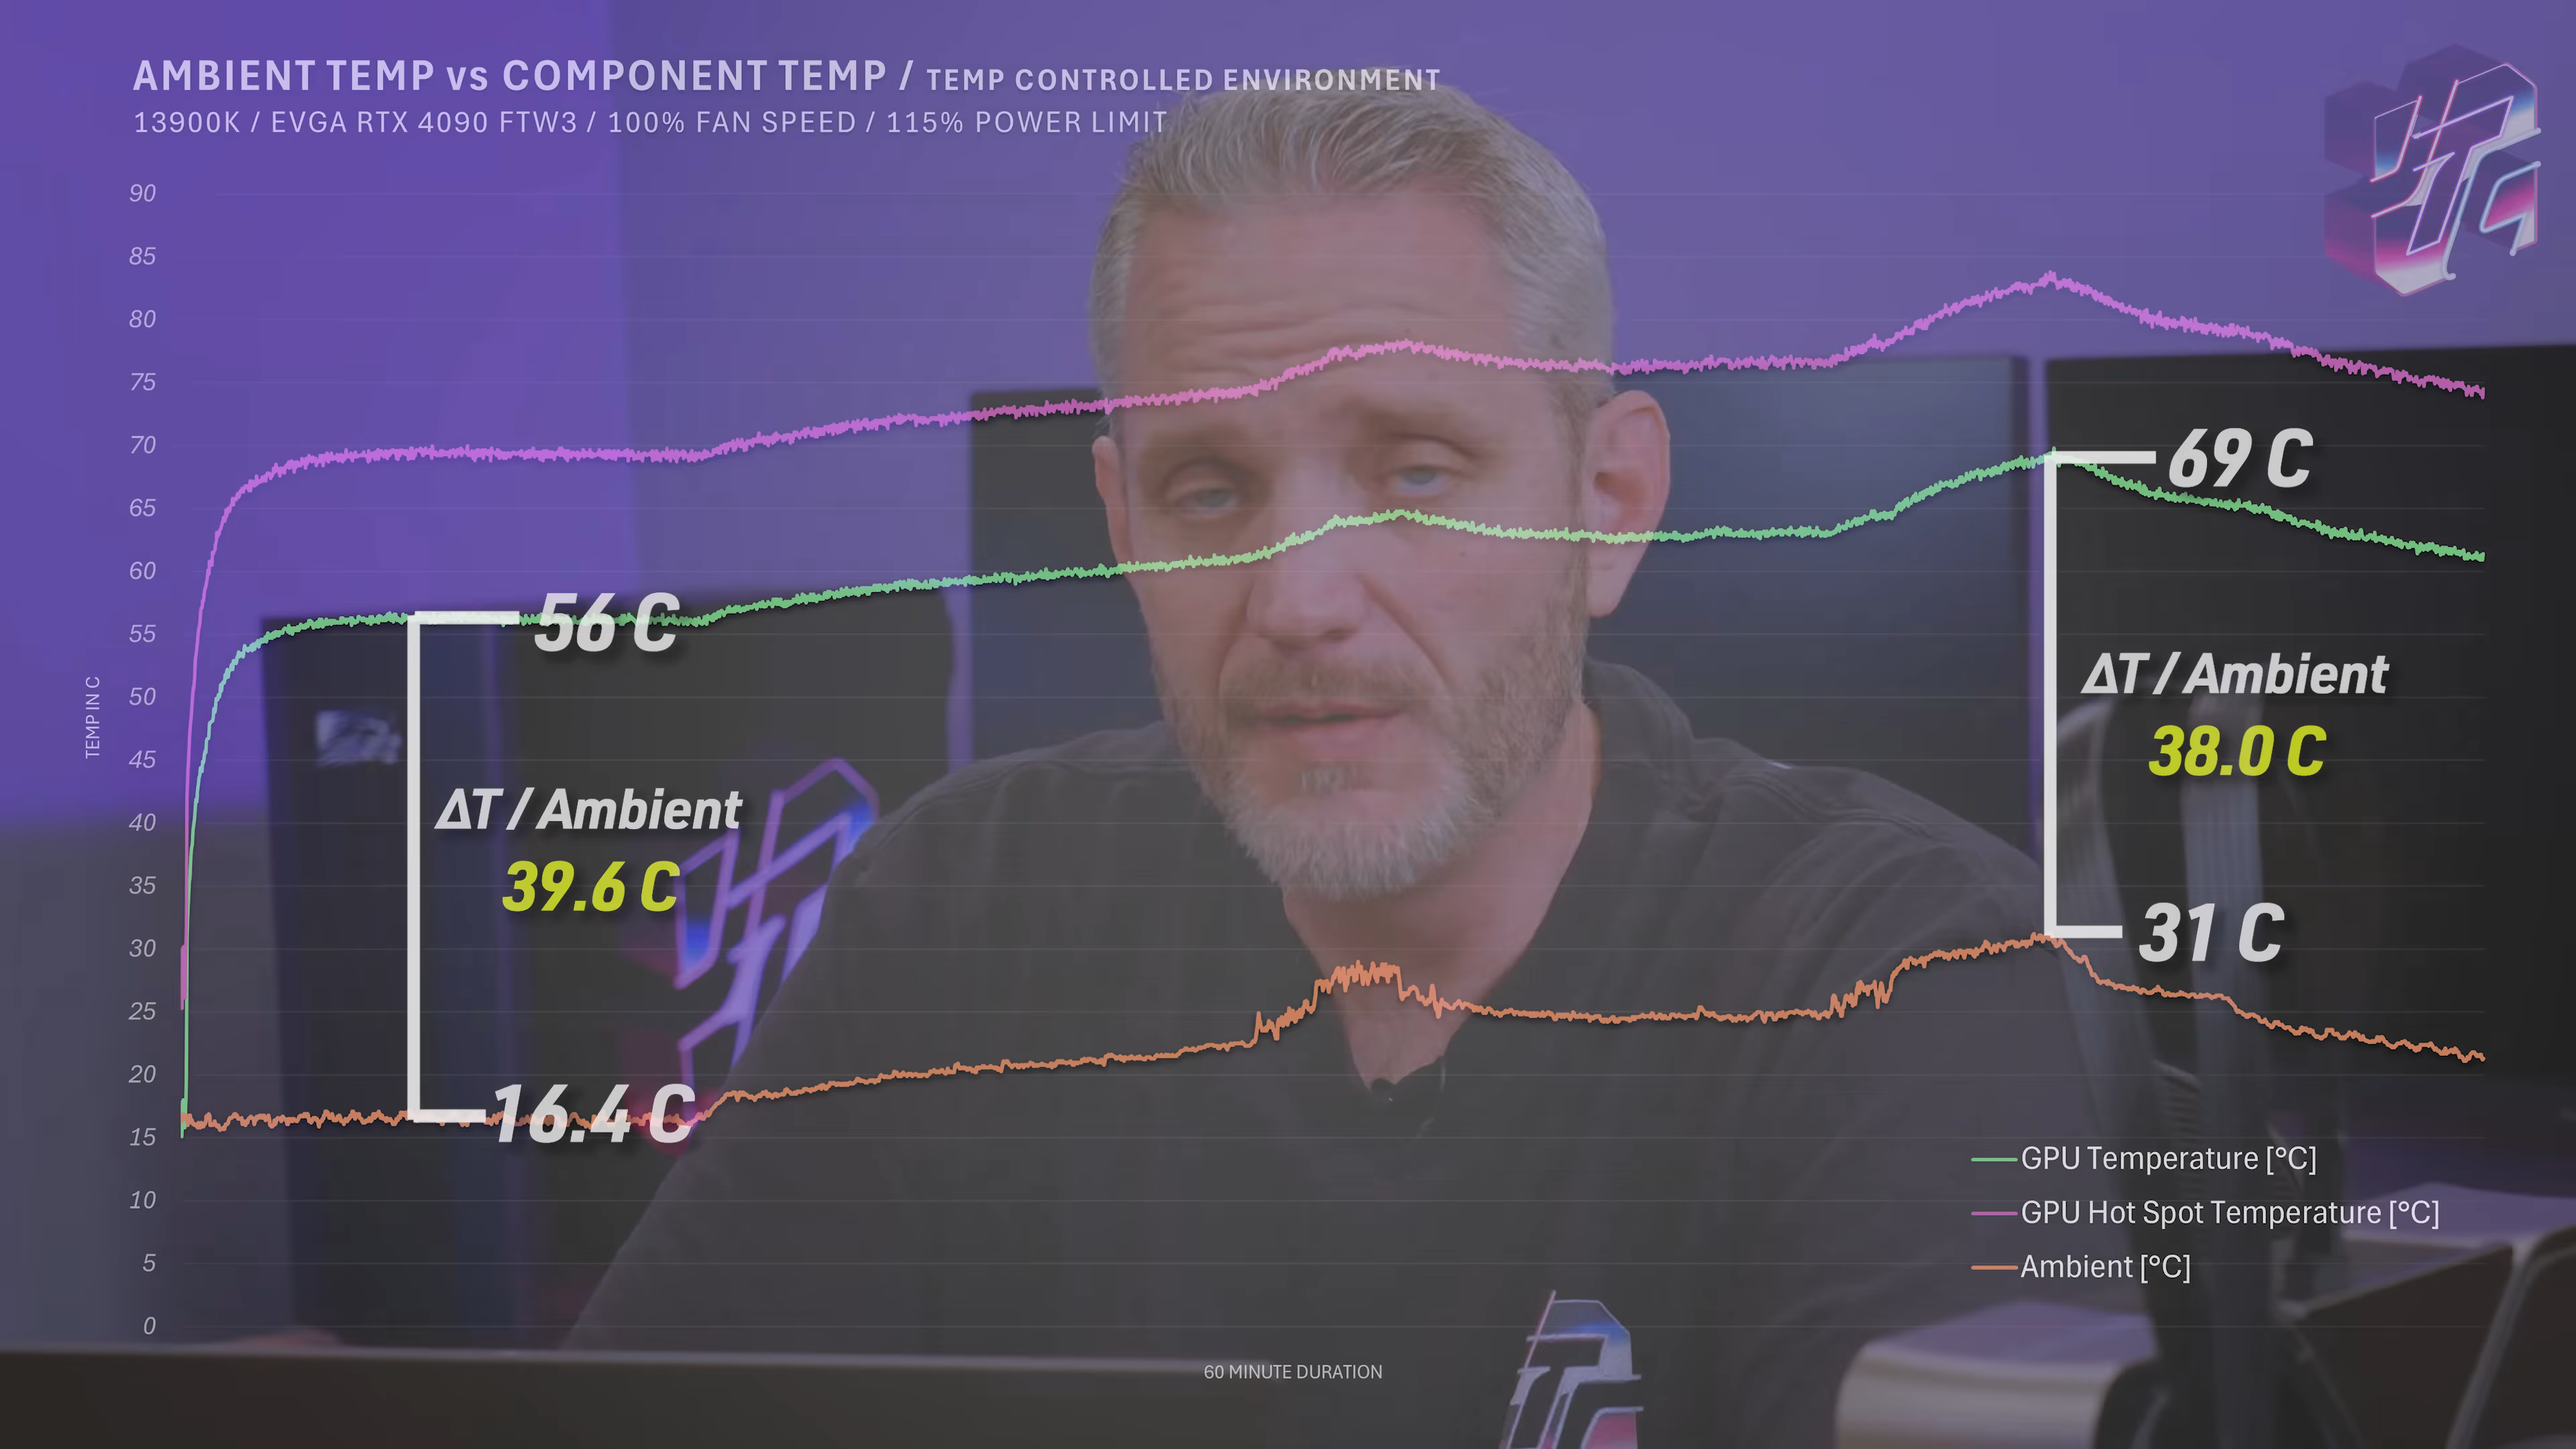 AMBIENT TEMP vs COMPONENT TEMP / TEMP CONTROLLED ENVIRONMENT
13900K / EVGA RTX 4090 FTW3 / 100% FAN SPEED / 115% POWER LIMIT
90
85
80
75
70
65
60
55
50
45
40
35
30
25
20
15
10
5
0
TEMP IN C
56 C
ΔT / Ambient
39.6 C
16.4 C
69 C
ΔT / Ambient
38.0 C
31 C
GPU Temperature [°C]
GPU Hot Spot Temperature [°C]
Ambient [°C]
60 MINUTE DURATION